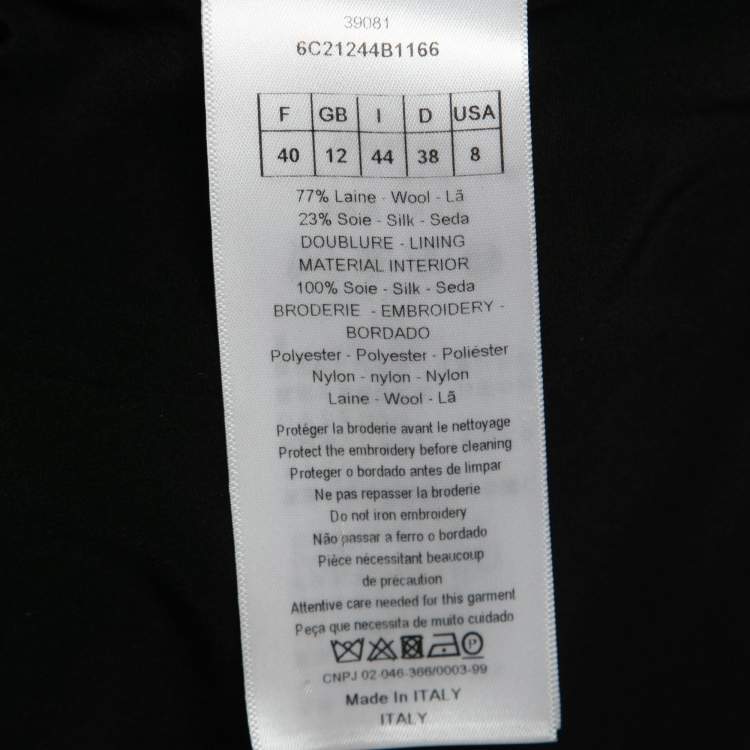 39081
6C21244B1166
F GB I D USA
40 12 44 38 8
77% Laine - Wool - Lã
23% Soie - Silk - Seda
DOUBLURE - LINING
MATERIAL INTERIOR
100% Soie - Silk - Seda
BRODERIE - EMBROIDERY -
BORDADO
Polyester - Polyester - Poliéster
Nylon - nylon - Nylon
Laine - Wool - Lã
Protéger la broderie avant le nettoyage
Protect the embroidery before cleaning
Proteger o bordado antes de limpar
Ne pas repasser la broderie
Do not iron embroidery
Não passar a ferro o bordado
Pièce nécessitant beaucoup
de précaution
Attentive care needed for this garment
Peça que necessita de muito cuidado
P
CNPJ 02-046-366/0003-99
Made In ITALY
ITALY